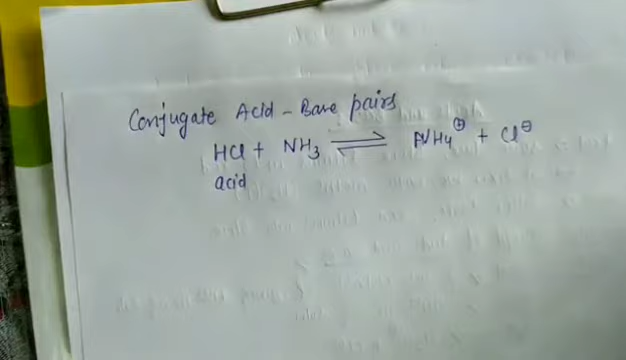 Conjugate Acid - Base pairs
HCl + NH3 ⇌ NH4⊕ + Cl⊖
acid